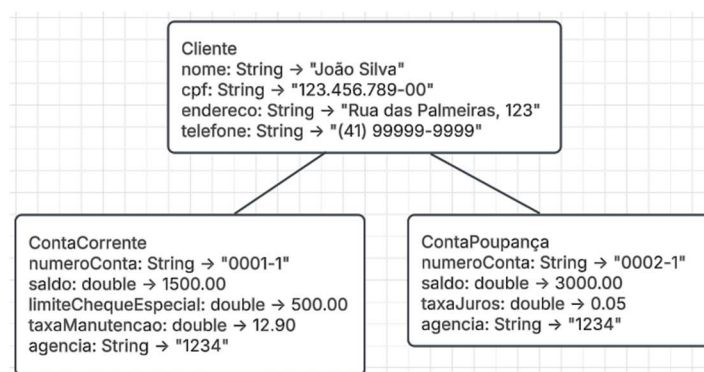 Cliente
nome: String → "João Silva"
cpf: String → "123.456.789-00"
endereco: String → "Rua das Palmeiras, 123"
telefone: String → "(41) 99999-9999"
ContaCorrente
numeroConta: String → "0001-1"
saldo: double → 1500.00
limiteChequeEspecial: double → 500.00
taxaManutencao: double → 12.90
agencia: String → "1234"
ContaPoupança
numeroConta: String → "0002-1"
saldo: double → 3000.00
taxaJuros: double → 0.05
agencia: String → "1234"